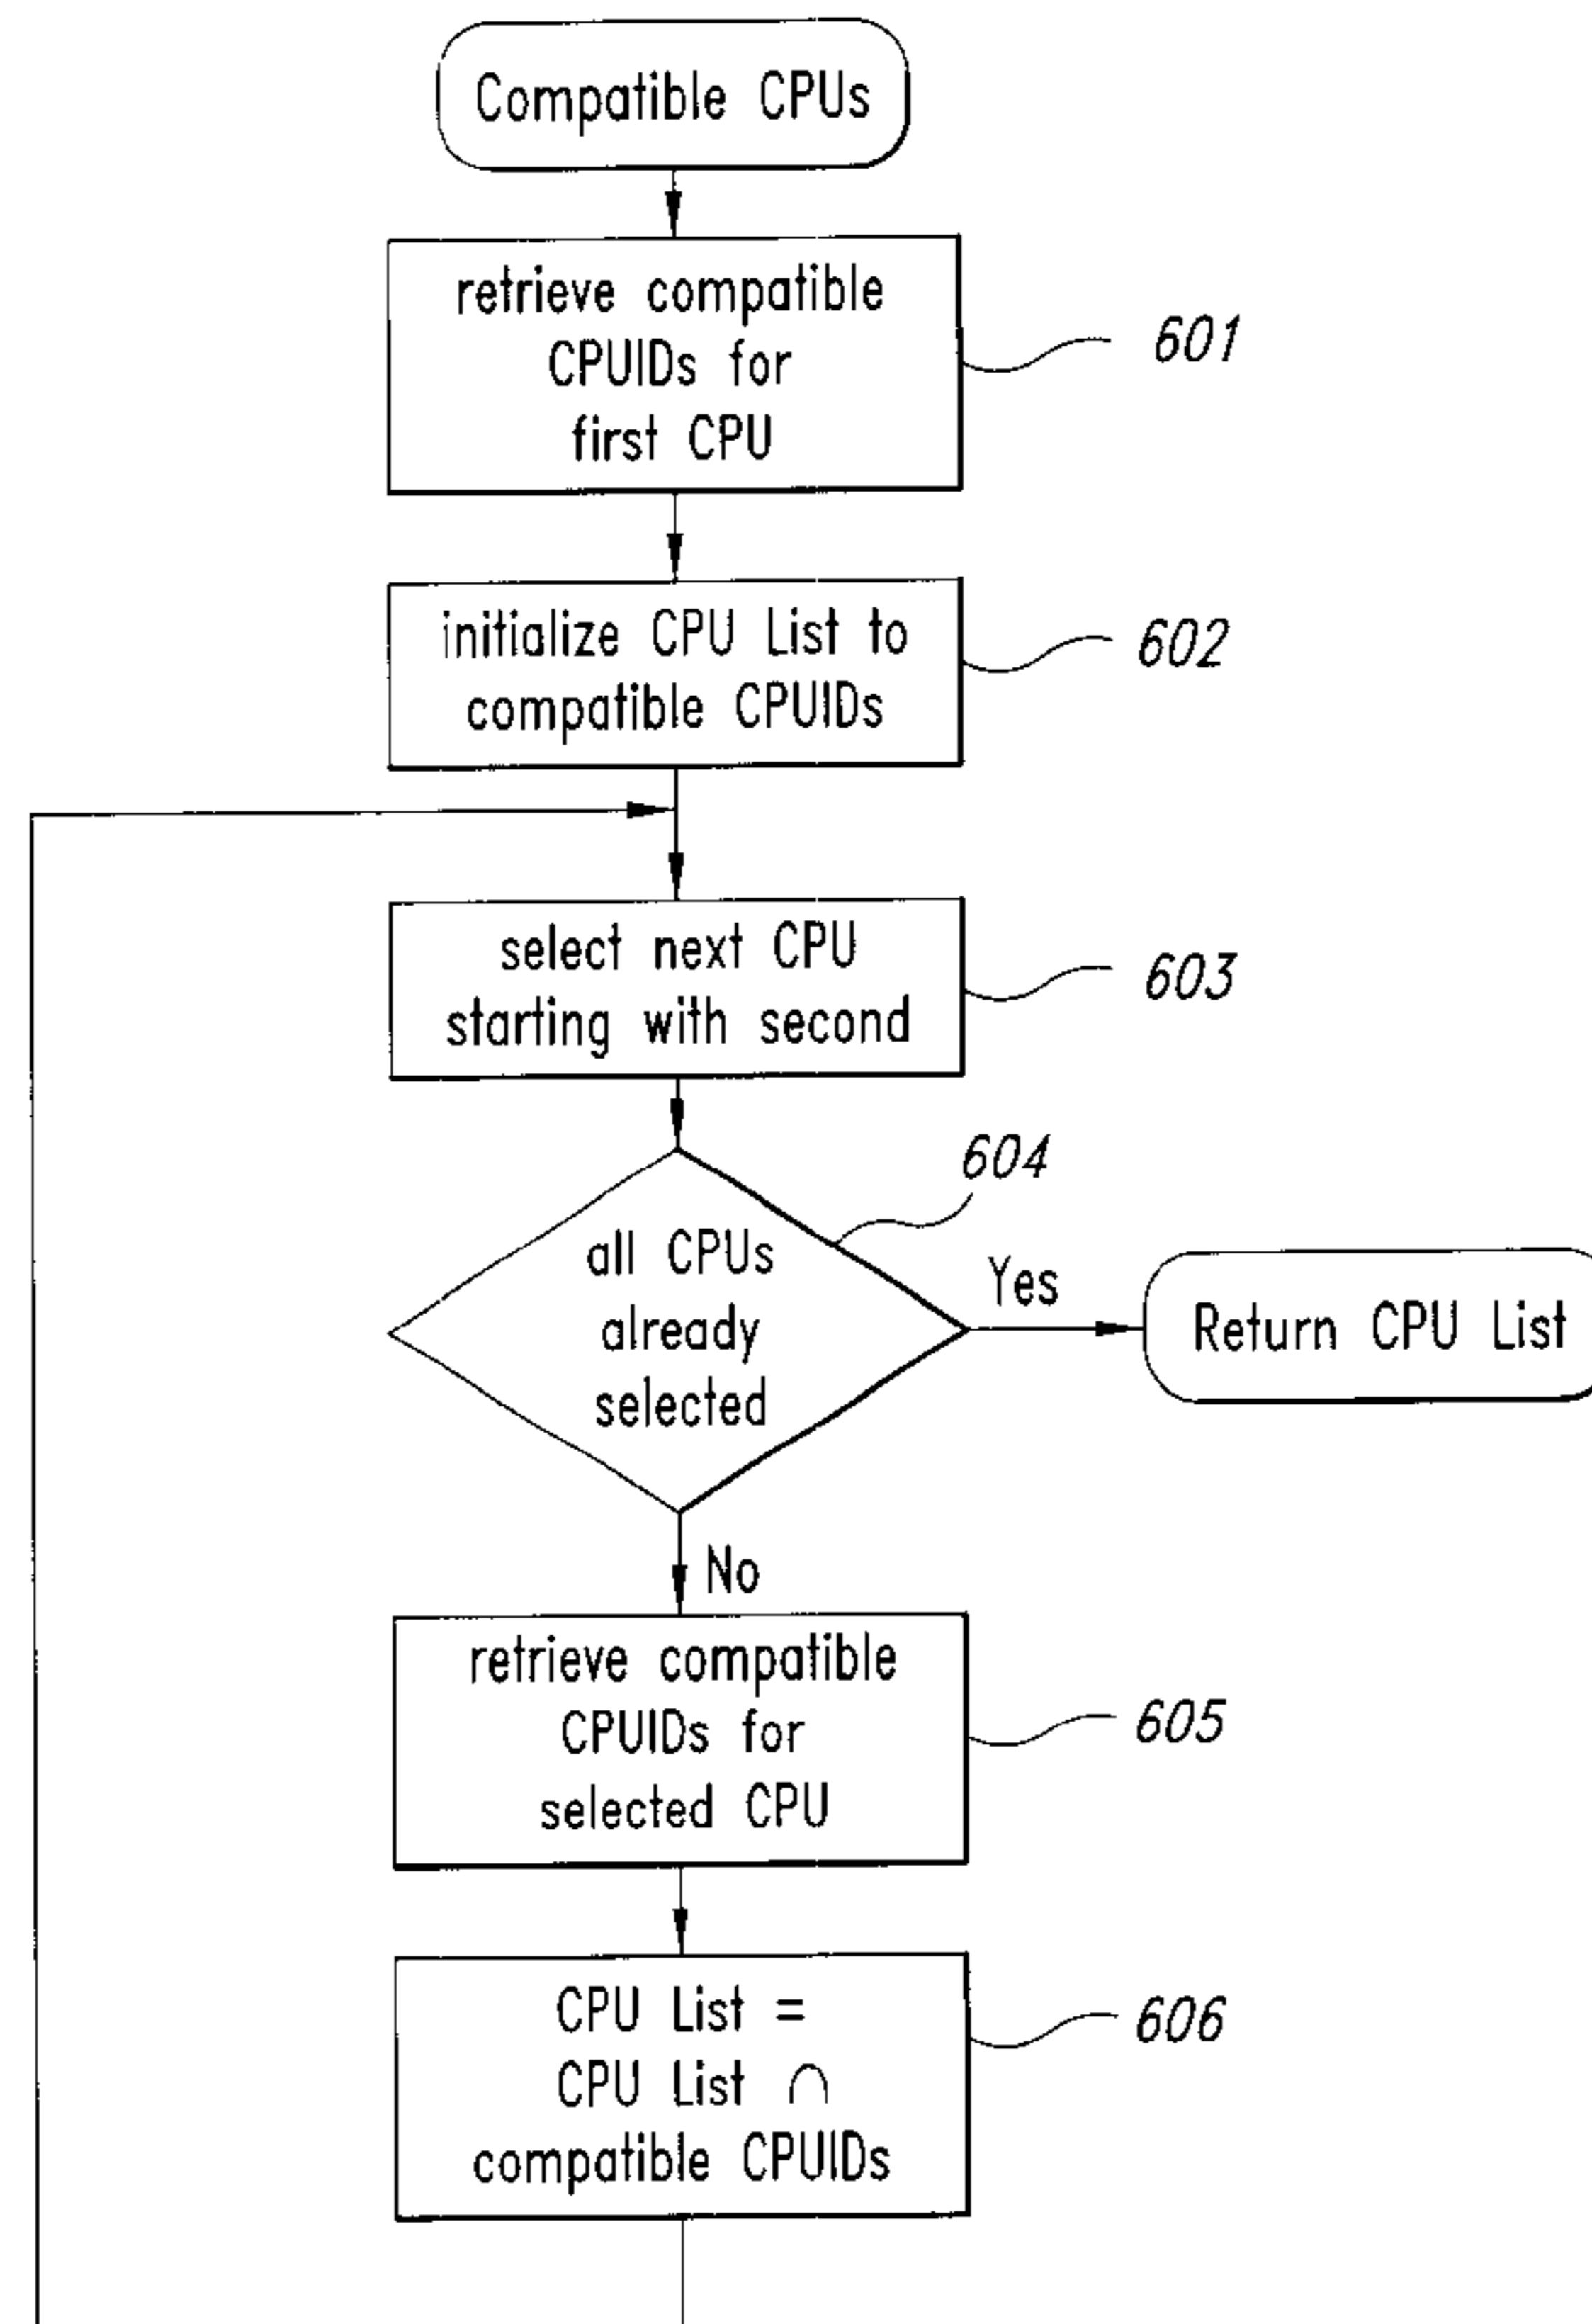 Compatible CPUs
retrieve compatible
CPUIDs for
first CPU
601
initialize CPU List to
compatible CPUIDs
602
select next CPU
starting with second
603
604
all CPUs
already
selected
Yes
Return CPU List
No
retrieve compatible
CPUIDs for
selected CPU
605
CPU List =
CPU List ∩
compatible CPUIDs
606